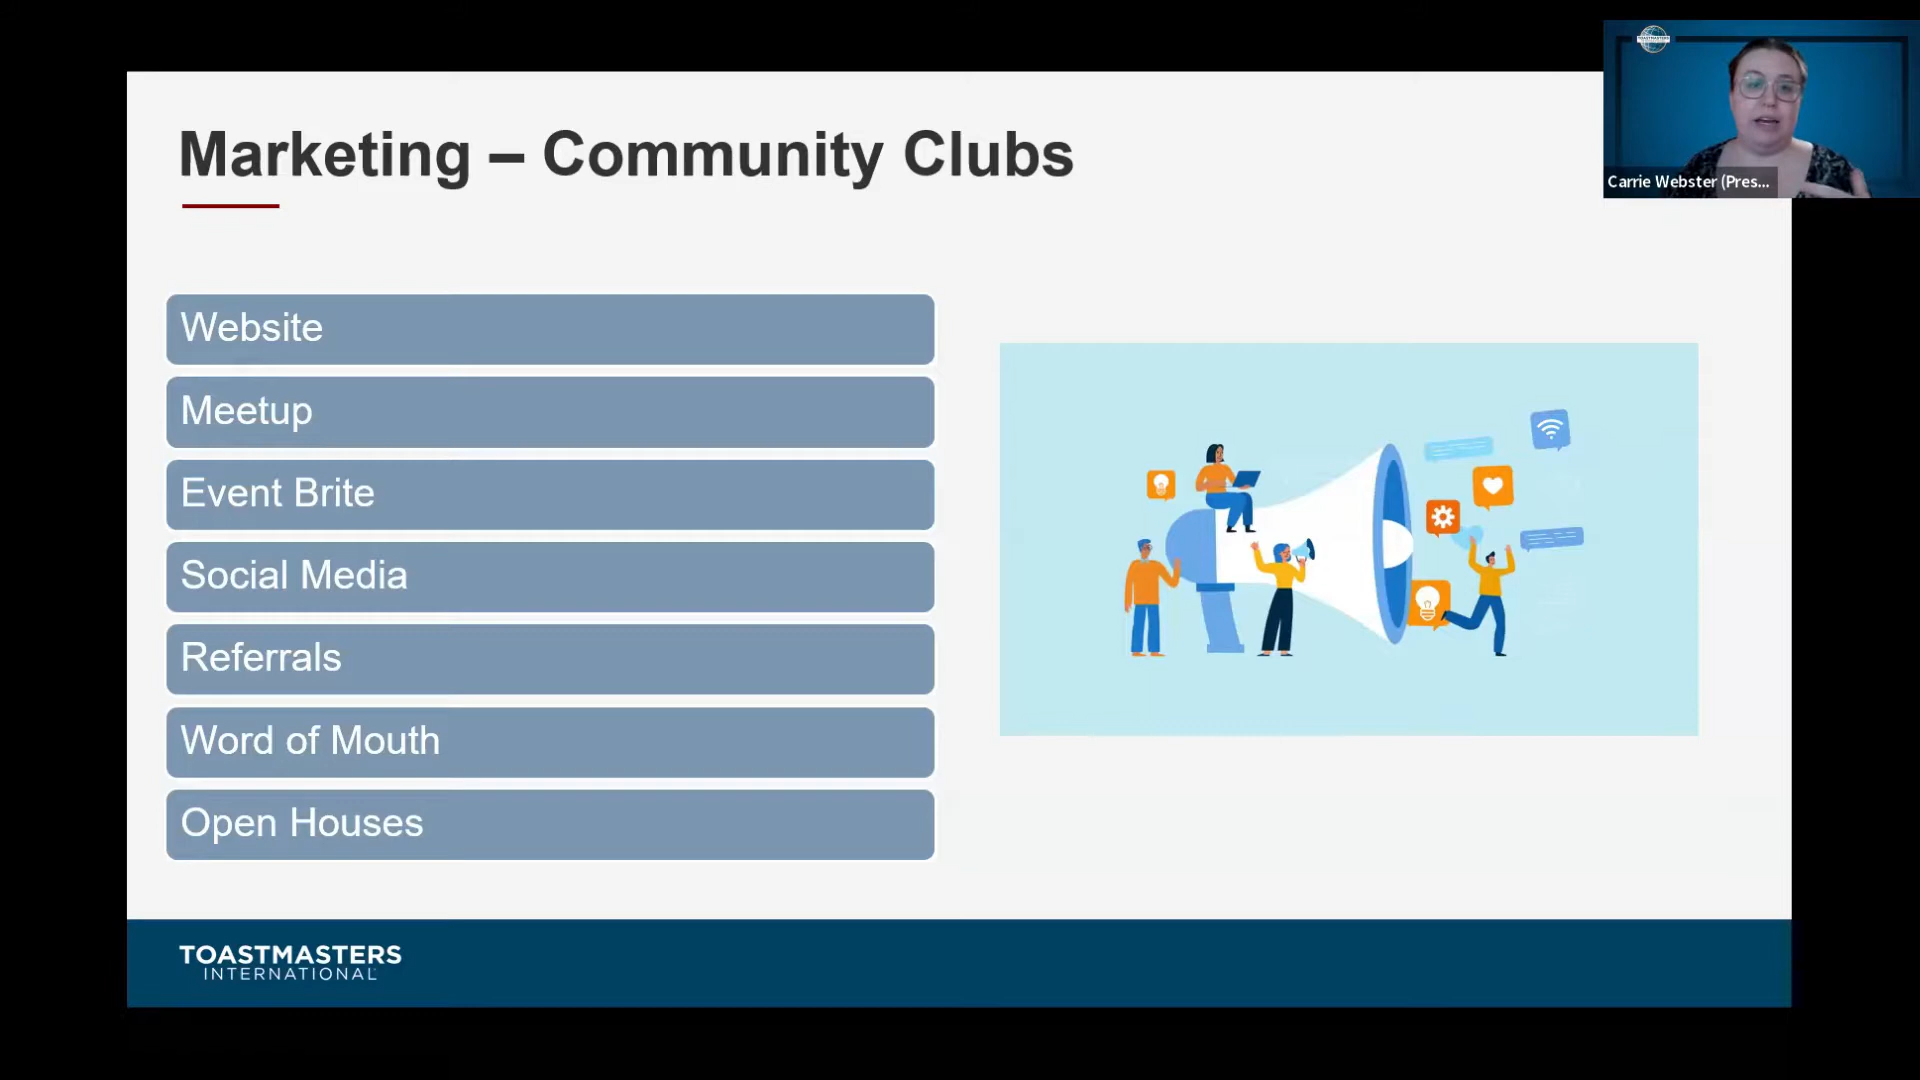 Marketing – Community Clubs
Carrie Webster (Pres...
Website
Meetup
Event Brite
Social Media
Referrals
Word of Mouth
Open Houses
TOASTMASTERS
INTERNATIONAL